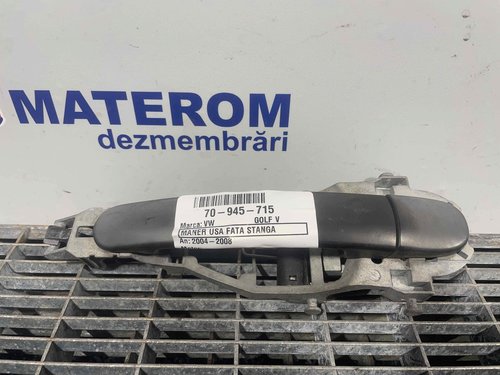 MATEROM
dezmembrări
70-945-715
Marca: VW GOLF V
MANER USA FATA STANGA
An: 2004-2008